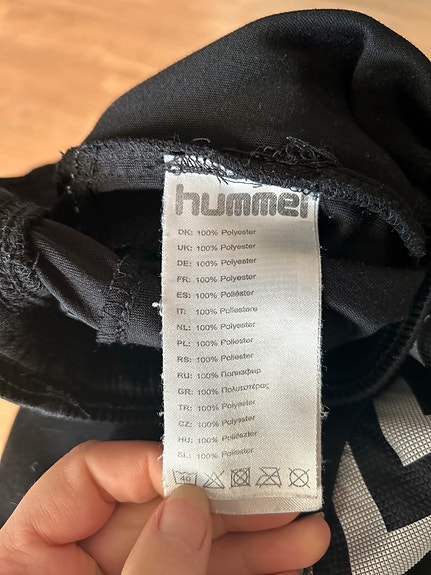 hummel
DK: 100% Polyester
UK: 100% Polyester
DE: 100% Polyester
FR: 100% Polyester
ES: 100% Poliéster
IT: 100% Poliestere
NL: 100% Polyester
PL: 100% Poliester
RS: 100% Poliester
RU: 100% Полиэфир
GR: 100% Πολυεστέρας
TR: 100% Polyester
CZ: 100% Polyester
HU: 100% Poliészter
SL: 100% Poliester
40